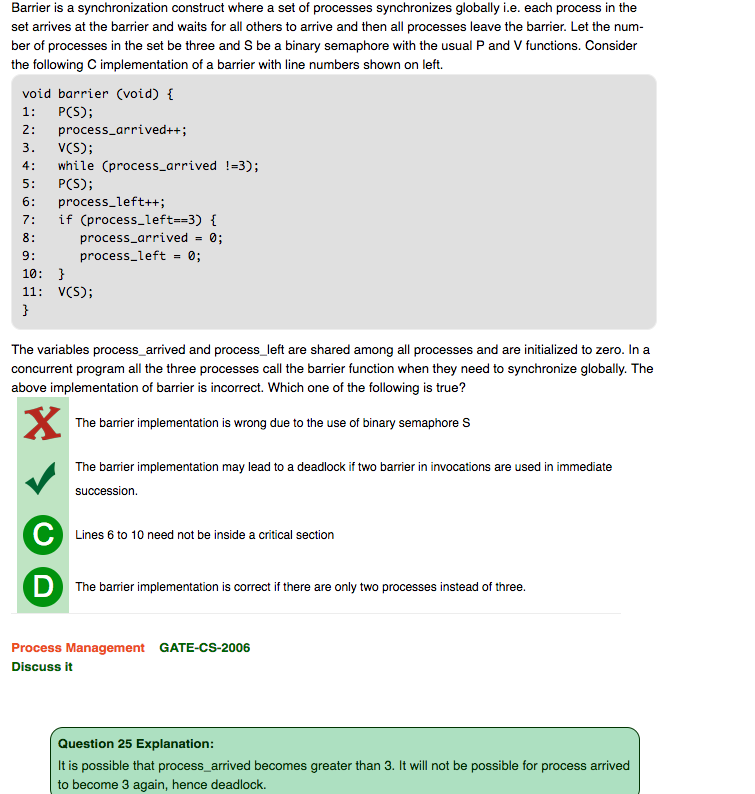 Barrier is a synchronization construct where a set of processes synchronizes globally i.e. each process in the
set arrives at the barrier and waits for all others to arrive and then all processes leave the barrier. Let the num-
ber of processes in the set be three and S be a binary semaphore with the usual P and V functions. Consider
the following C implementation of a barrier with line numbers shown on left.
void barrier (void) {
1: P(S);
2: process_arrived++;
3. V(S);
4: while (process_arrived !=3);
5: P(S);
6: process_left++;
7: if (process_left==3) {
8: process_arrived = 0;
9: process_left = 0;
10: }
11: V(S);
}
The variables process_arrived and process_left are shared among all processes and are initialized to zero. In a
concurrent program all the three processes call the barrier function when they need to synchronize globally. The
above implementation of barrier is incorrect. Which one of the following is true?
X The barrier implementation is wrong due to the use of binary semaphore S
The barrier implementation may lead to a deadlock if two barrier in invocations are used in immediate
succession.
C Lines 6 to 10 need not be inside a critical section
D The barrier implementation is correct if there are only two processes instead of three.
Process Management GATE-CS-2006
Discuss it
Question 25 Explanation:
It is possible that process_arrived becomes greater than 3. It will not be possible for process arrived
to become 3 again, hence deadlock.